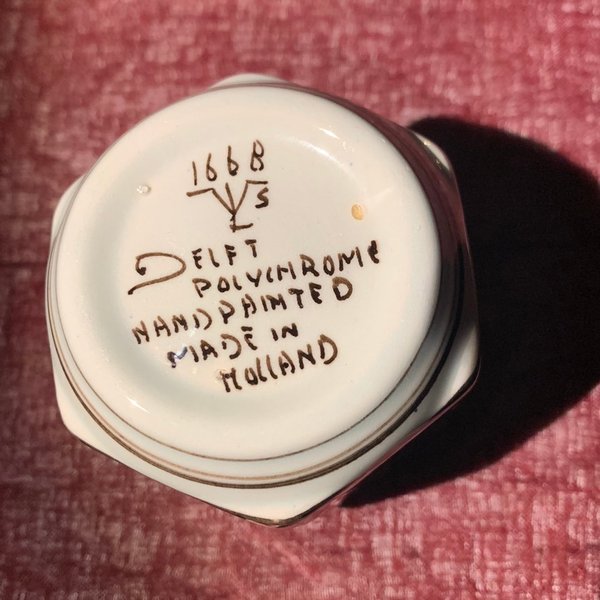 1668
S
DELFT
POLYCHROME
HANDPAINTED
MADE IN
HOLLAND